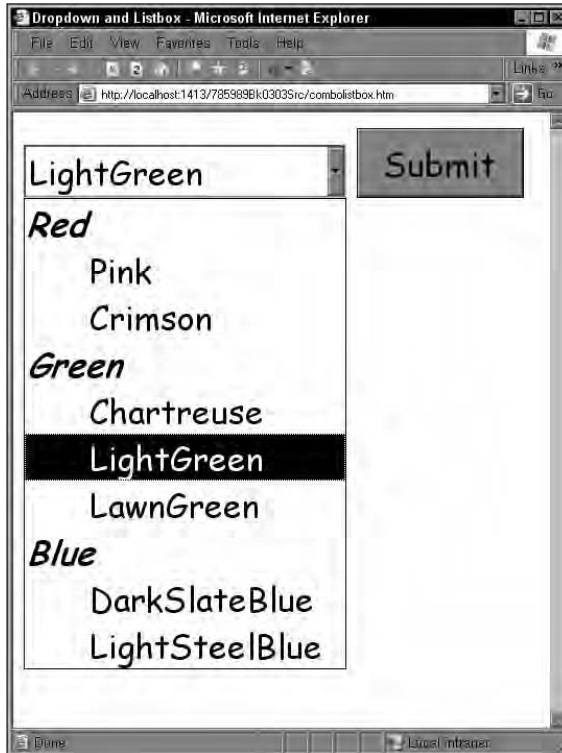 Dropdown and Listbox - Microsoft Internet Explorer
File Edit View Favorites Tools Help
Links »
Address http://localhost:1413/785989Bk0303Src/combolistbox.htm Go
LightGreen Submit
Red
Pink
Crimson
Green
Chartreuse
LightGreen
LawnGreen
Blue
DarkSlateBlue
LightSteelBlue
Done Local intranet